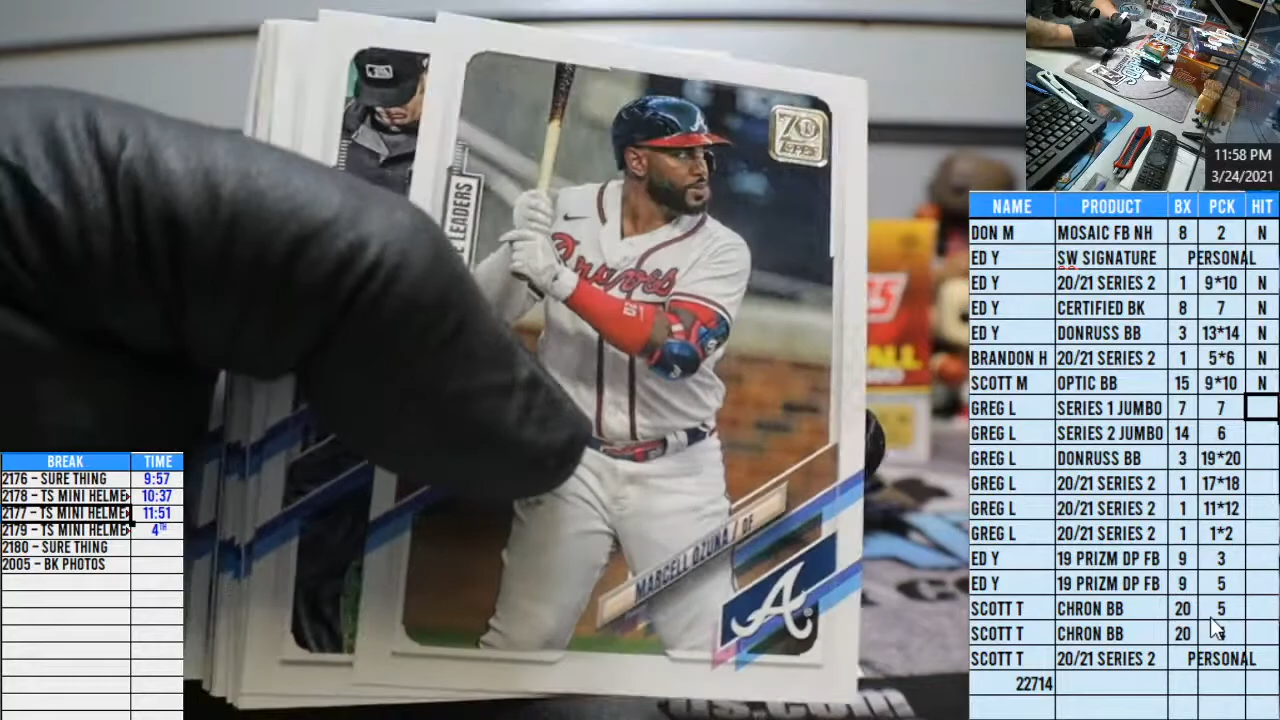 11:58 PM
3/24/2021
NAME PRODUCT BX PCK HIT
DON M MOSAIC FB NH 8 2 N
ED Y SW SIGNATURE PERSONAL
ED Y 20/21 SERIES 2 1 9*10 N
ED Y CERTIFIED BK 8 7 N
ED Y DONRUSS BB 3 13*14 N
BRANDON H 20/21 SERIES 2 1 5*6 N
SCOTT M OPTIC BB 15 9*10 N
GREG L SERIES 1 JUMBO 7 7
GREG L SERIES 2 JUMBO 14 6
GREG L DONRUSS BB 3 19*20
GREG L 20/21 SERIES 2 1 17*18
GREG L 20/21 SERIES 2 1 11*12
GREG L 20/21 SERIES 2 1 1*2
ED Y 19 PRIZM DP FB 9 3
ED Y 19 PRIZM DP FB 9 5
SCOTT T CHRON BB 20 5
SCOTT T CHRON BB 20
SCOTT T 20/21 SERIES 2 PERSONAL
22714
BREAK TIME
2176 – SURE THING 9:57
2178 – TS MINI HELME 10:37
2177 – TS MINI HELME 11:51
2179 – TS MINI HELME 4TH
2180 – SURE THING
2005 – BK PHOTOS
70
TOPPS
LEADERS
Braves
MARCELL OZUNA / OF
A